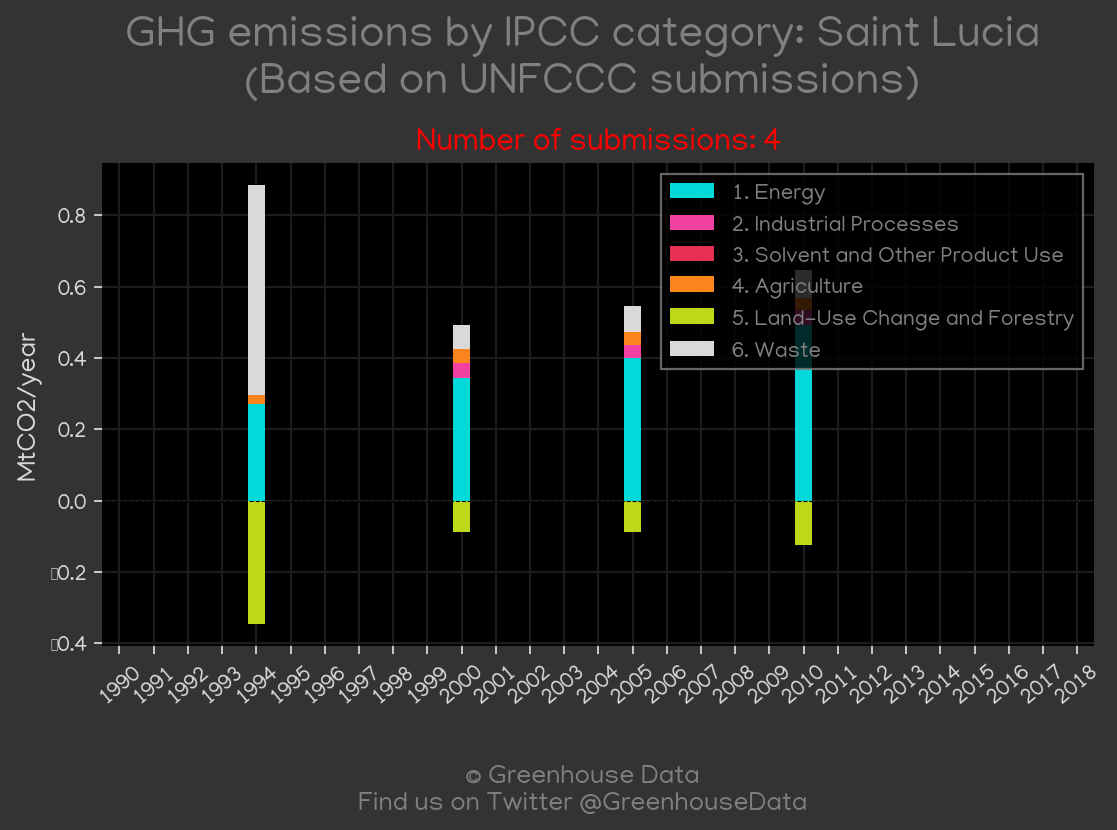 GHG emissions by IPCC category: Saint Lucia
(Based on UNFCCC submissions)
Number of submissions: 4
1. Energy
2. Industrial Processes
3. Solvent and Other Product Use
4. Agriculture
5. Land-Use Change and Forestry
6. Waste
MtCO2/year
0.8
0.6
0.4
0.2
0.0
▯0.2
▯0.4
1990 1991 1992 1993 1994 1995 1996 1997 1998 1999 2000 2001 2002 2003 2004 2005 2006 2007 2008 2009 2010 2011 2012 2013 2014 2015 2016 2017 2018
© Greenhouse Data
Find us on Twitter @GreenhouseData